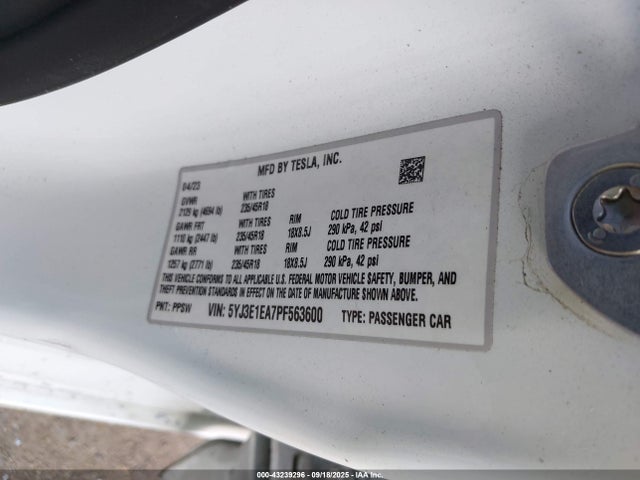 MFD BY TESLA, INC.
04/23
GVWR WITH TIRES
2129 kg (4694 lb) 235/45R18
GAWR FRT WITH TIRES RIM COLD TIRE PRESSURE
1110 kg (2447 lb) 235/45R18 18X8.5J 290 kPa, 42 psi
GAWR RR WITH TIRES RIM COLD TIRE PRESSURE
1257 kg (2771 lb) 235/45R18 18X8.5J 290 kPa, 42 psi
THIS VEHICLE CONFORMS TO ALL APPLICABLE U.S. FEDERAL MOTOR VEHICLE SAFETY, BUMPER, AND
THEFT PREVENTION STANDARDS IN EFFECT ON THE DATE OF MANUFACTURE SHOWN ABOVE.
PNT: PPSW VIN: 5YJ3E1EA7PF563600 TYPE: PASSENGER CAR
000-43239296 - 09/18/2025 - IAAI.COM